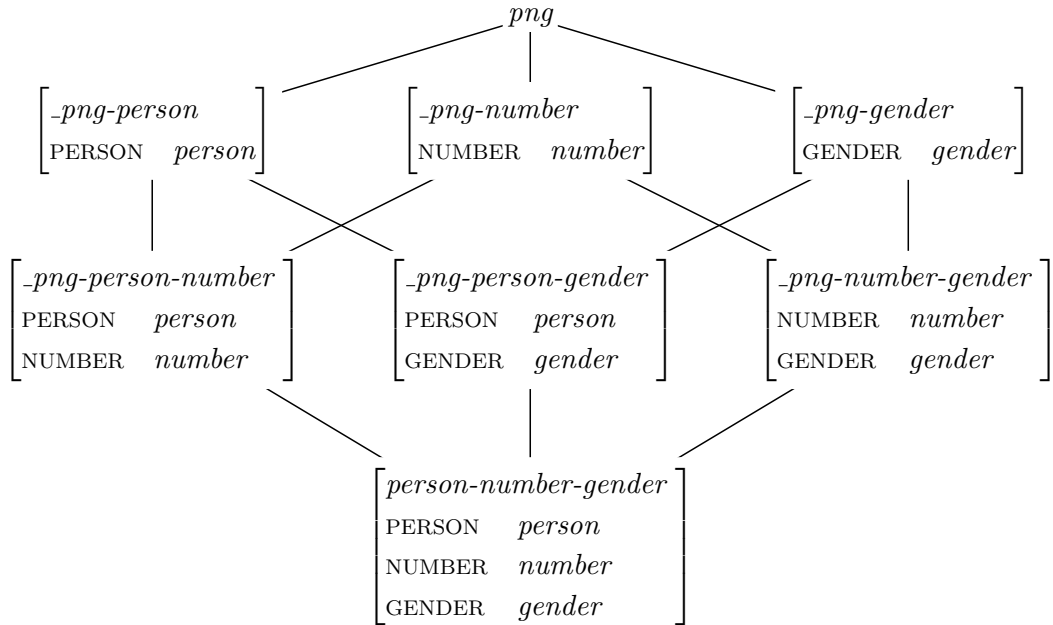 png
_png-person
PERSON person
_png-number
NUMBER number
_png-gender
GENDER gender
_png-person-number
PERSON person
NUMBER number
_png-person-gender
PERSON person
GENDER gender
_png-number-gender
NUMBER number
GENDER gender
person-number-gender
PERSON person
NUMBER number
GENDER gender